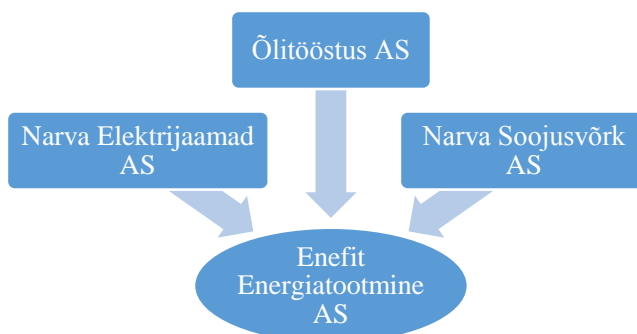 Õlitööstus AS
Narva Elektrijaamad
AS
Narva Soojusvõrk
AS
Enefit
Energiatootmine
AS